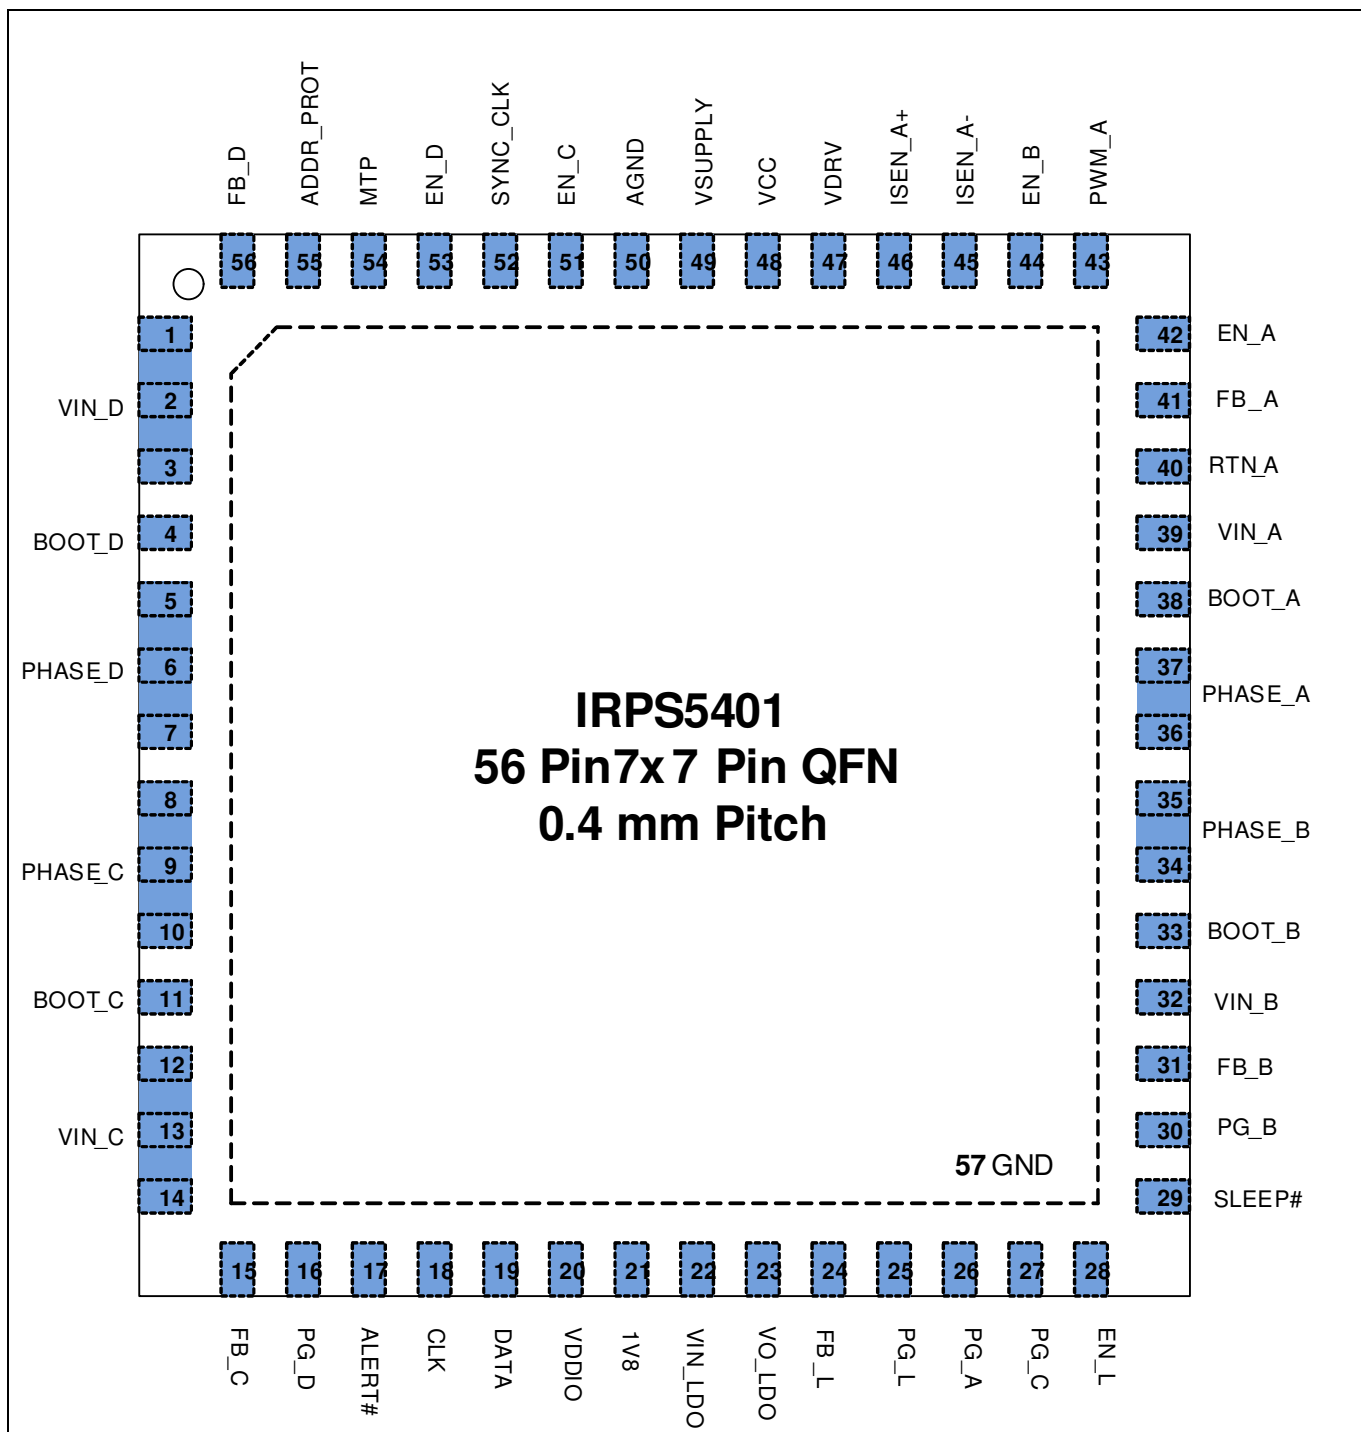 FB_D
ADDR_PROT
MTP
EN_D
SYNC_CLK
EN_C
AGND
VSUPPLY
VCC
VDRV
ISEN_A+
ISEN_A-
EN_B
PWM_A
56
55
54
53
52
51
50
49
48
47
46
45
44
43
1
2
VIN_D
3
BOOT_D
4
5
PHASE_D
6
7
8
PHASE_C
9
10
BOOT_C
11
12
VIN_C
13
14
IRPS5401
56 Pin7x7 Pin QFN
0.4 mm Pitch
57 GND
42
EN_A
41
FB_A
40
RTN_A
39
VIN_A
38
BOOT_A
37
PHASE_A
36
35
PHASE_B
34
33
BOOT_B
32
VIN_B
31
FB_B
30
PG_B
29
SLEEP#
15
16
17
18
19
20
21
22
23
24
25
26
27
28
FB_C
PG_D
ALERT#
CLK
DATA
VDDIO
1V8
VIN_LDO
VO_LDO
FB_L
PG_L
PG_A
PG_C
EN_L